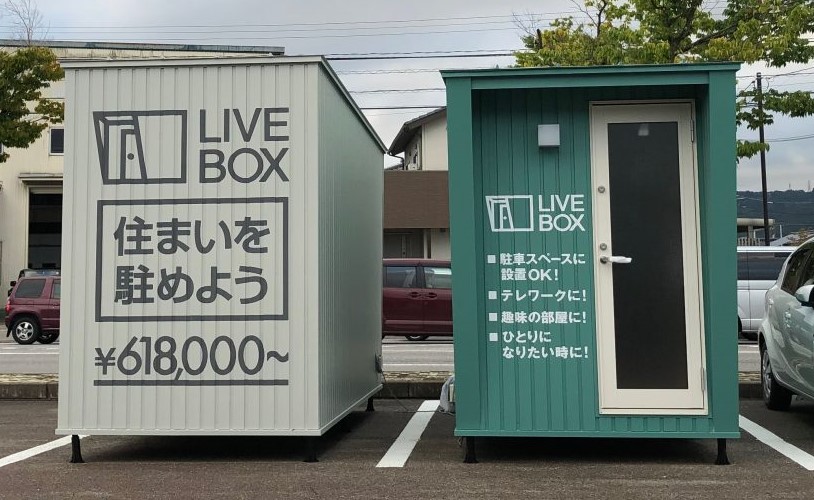 LIVE
BOX
住まいを
駐めよう
¥618,000~
LIVE
BOX
■ 駐車スペースに
設置OK!
■ テレワークに!
■ 趣味の部屋に!
■ ひとりに
なりたい時に!